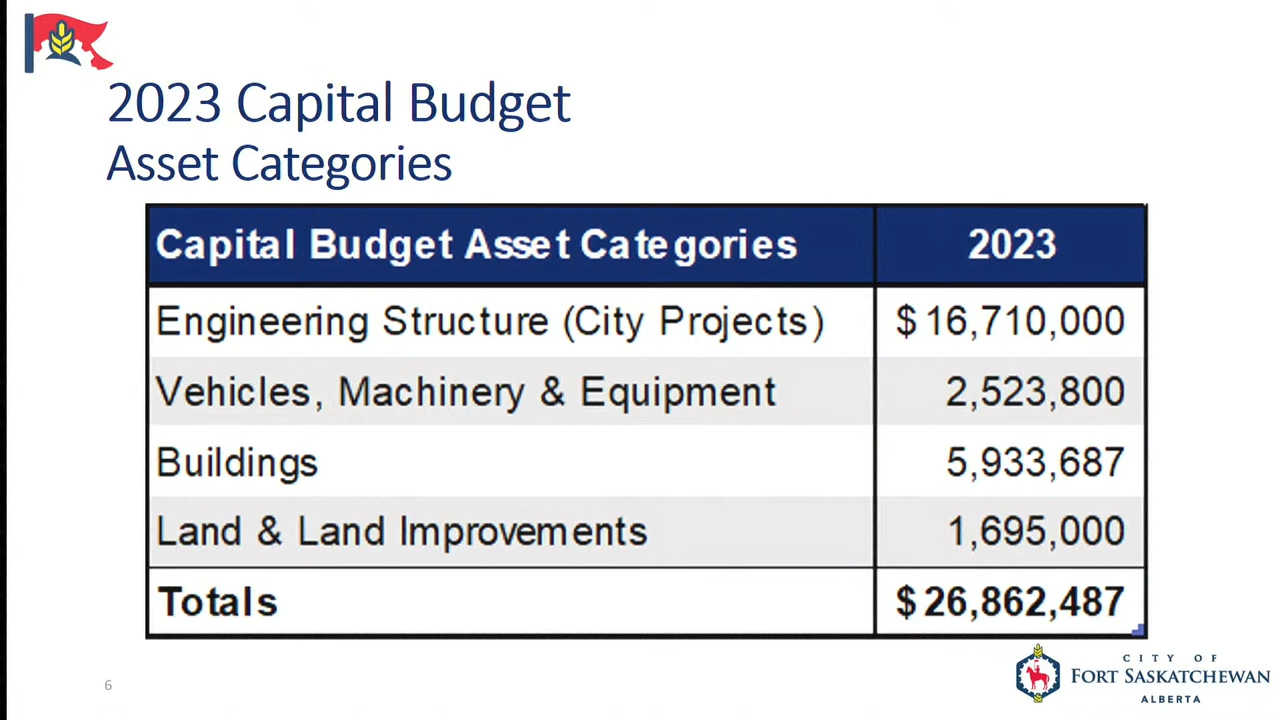 2023 Capital Budget
Asset Categories
Capital Budget Asset Categories 2023
Engineering Structure (City Projects) $ 16,710,000
Vehicles, Machinery & Equipment 2,523,800
Buildings 5,933,687
Land & Land Improvements 1,695,000
Totals $ 26,862,487
6
CITY OF
FORT SASKATCHEWAN
ALBERTA